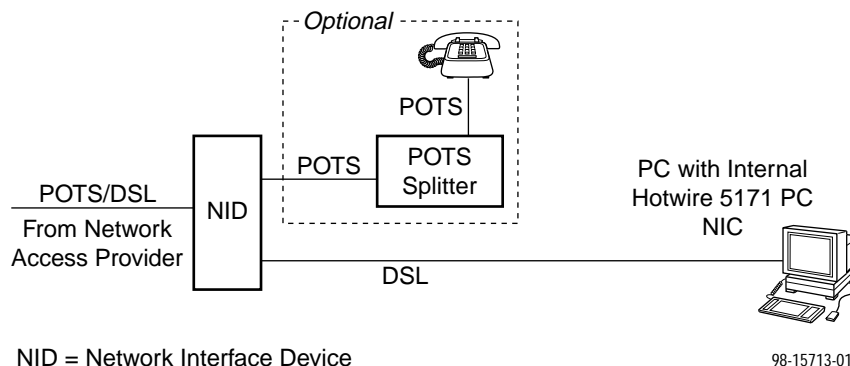 Optional
POTS
POTS
POTS
Splitter
POTS/DSL
NID
From Network
Access Provider
PC with Internal
Hotwire 5171 PC
NIC
DSL
NID = Network Interface Device
98-15713-01